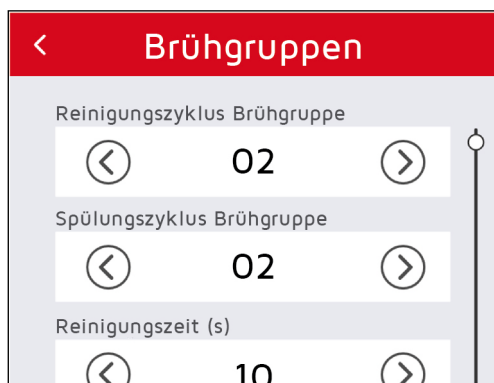 Brühgruppen
Reinigungszyklus Brühgruppe
02
Spülungszyklus Brühgruppe
02
Reinigungszeit (s)
10